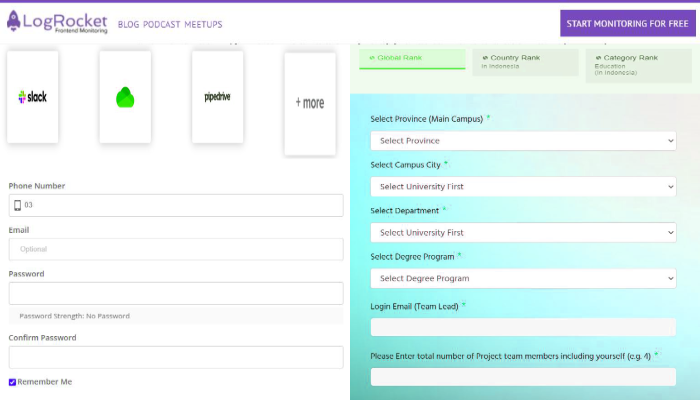 LogRocket
Frontend Monitoring
BLOG PODCAST MEETUPS
START MONITORING FOR FREE
slack
pipedrive
+ more
Phone Number
03
Email
Optional
Password
Password Strength: No Password
Confirm Password
Remember Me
Global Rank
Country Rank
In Indonesia
Category Rank
Education
(In Indonesia)
Select Province (Main Campus) *
Select Province
Select Campus City *
Select University First
Select Department *
Select University First
Select Degree Program *
Select Degree Program
Login Email (Team Lead) *
Please Enter total number of Project team members including yourself (e.g. 4) *